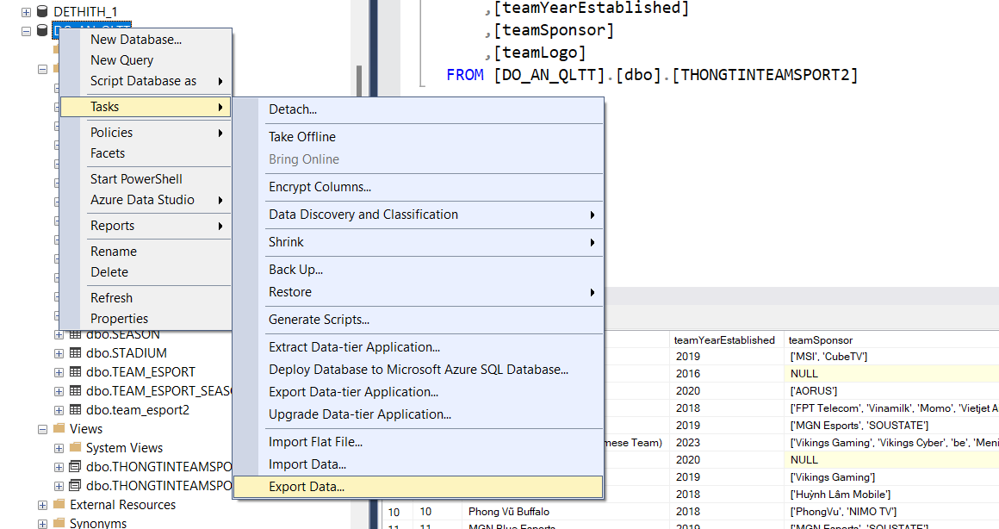 DETHITH_1
DO_AN_QLTT
New Database...
New Query
Script Database as
Tasks
Policies
Facets
Start PowerShell
Azure Data Studio
Reports
Rename
Delete
Refresh
Properties
dbo.SEASON
dbo.STADIUM
dbo.TEAM_ESPORT
dbo.TEAM_ESPORT_SEASO
dbo.team_esport2
Views
System Views
dbo.THONGTINTEAMSPO
dbo.THONGTINTEAMSPO
External Resources
Synonyms
Detach...
Take Offline
Bring Online
Encrypt Columns...
Data Discovery and Classification
Shrink
Back Up...
Restore
Generate Scripts...
Extract Data-tier Application...
Deploy Database to Microsoft Azure SQL Database...
Export Data-tier Application...
Upgrade Data-tier Application...
Import Flat File...
Import Data...
Export Data...
,[teamYearEstablished]
,[teamSponsor]
,[teamLogo]
FROM [DO_AN_QLTT].[dbo].[THONGTINTEAMSPORT2]
teamYearEstablished teamSponsor
2019 ['MSI', 'CubeTV']
2016 NULL
2020 ['AORUS']
2018 ['FPT Telecom', 'Vinamilk', 'Momo', 'Vietjet A
2019 ['MGN Esports', 'SOUSTATE']
mese Team) 2023 ['Vikings Gaming', 'Vikings Cyber', 'be', 'Meni
2020 NULL
2019 ['Vikings Gaming']
2018 ['Huỳnh Lâm Mobile']
10 10 Phong Vũ Buffalo 2018 ['PhongVu', 'NIMO TV']
11 11 MGN Blue Esports 2019 ['MGN Esports', 'SOUSTATE']